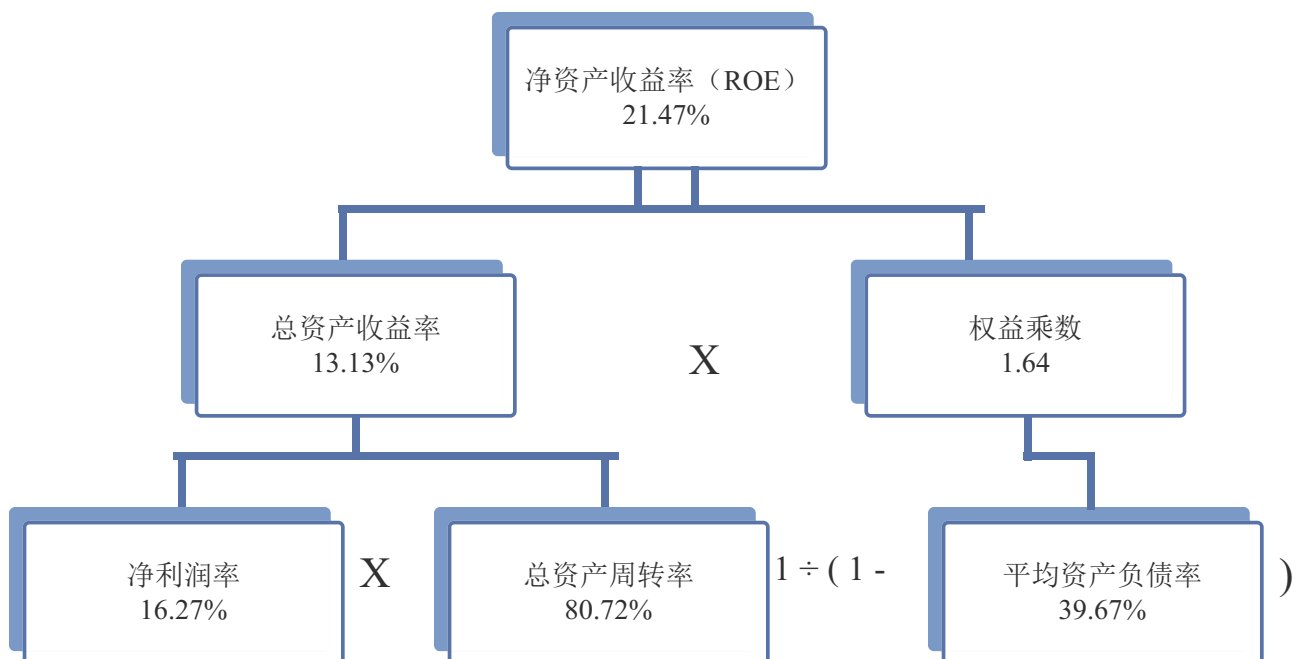 净资产收益率（ROE）
21.47%
总资产收益率
13.13%
X
权益乘数
1.64
净利润率
16.27%
X
总资产周转率
80.72%
1 ÷ ( 1 -
平均资产负债率
39.67%
)